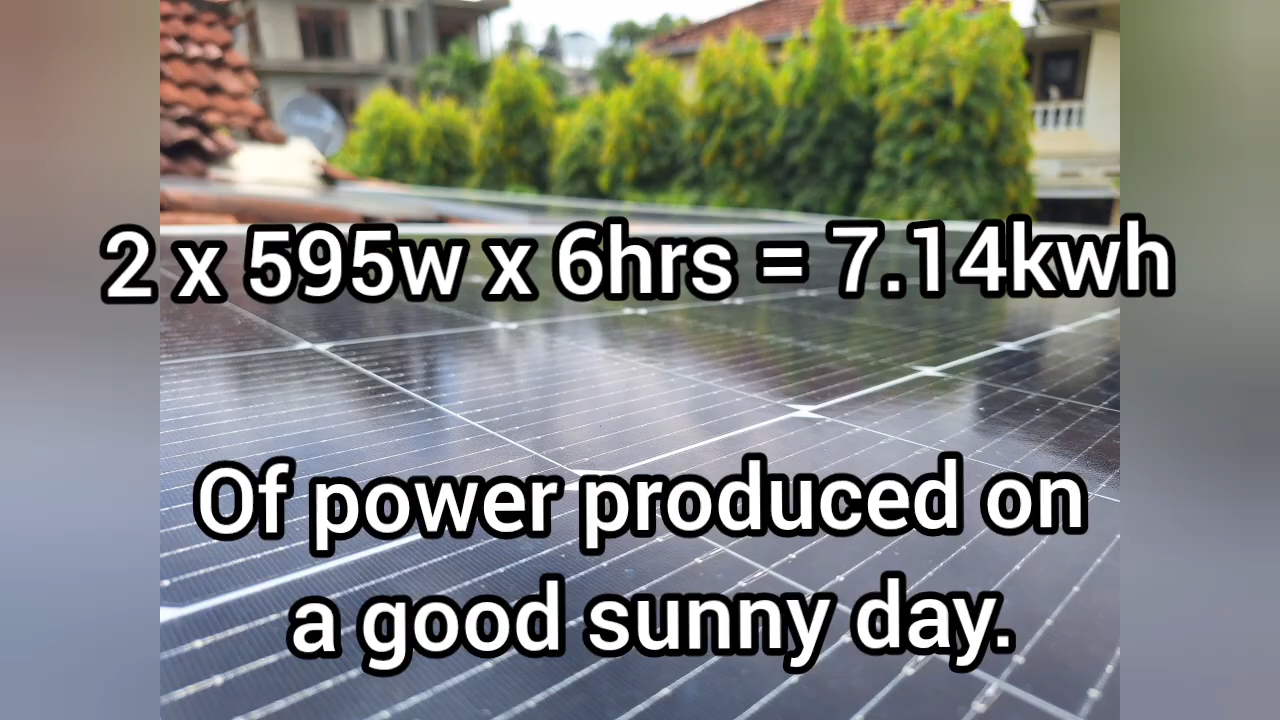 2 x 595w x 6hrs = 7.14kwh
Of power produced on
a good sunny day.